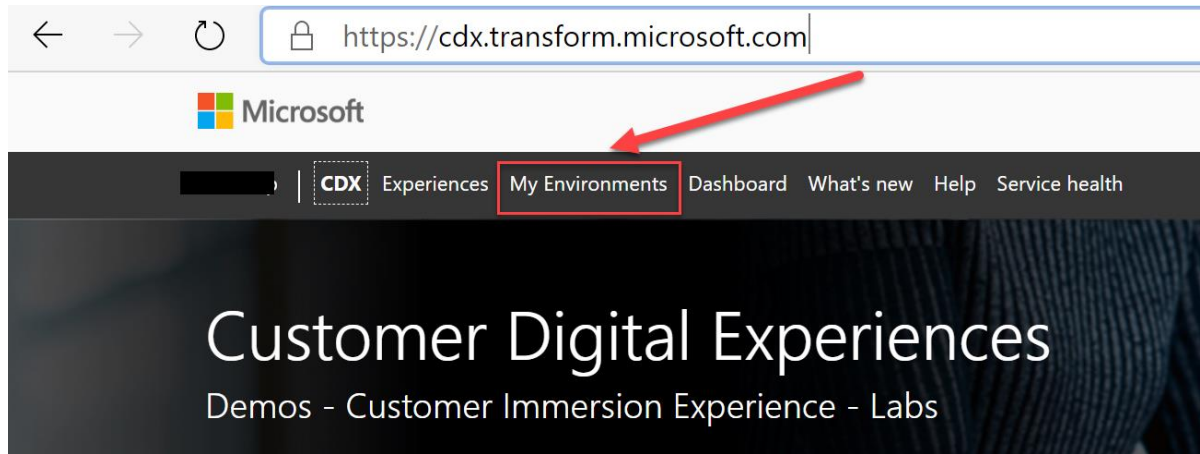 https://cdx.transform.microsoft.com
Microsoft
CDX Experiences My Environments Dashboard What's new Help Service health
Customer Digital Experiences
Demos - Customer Immersion Experience - Labs